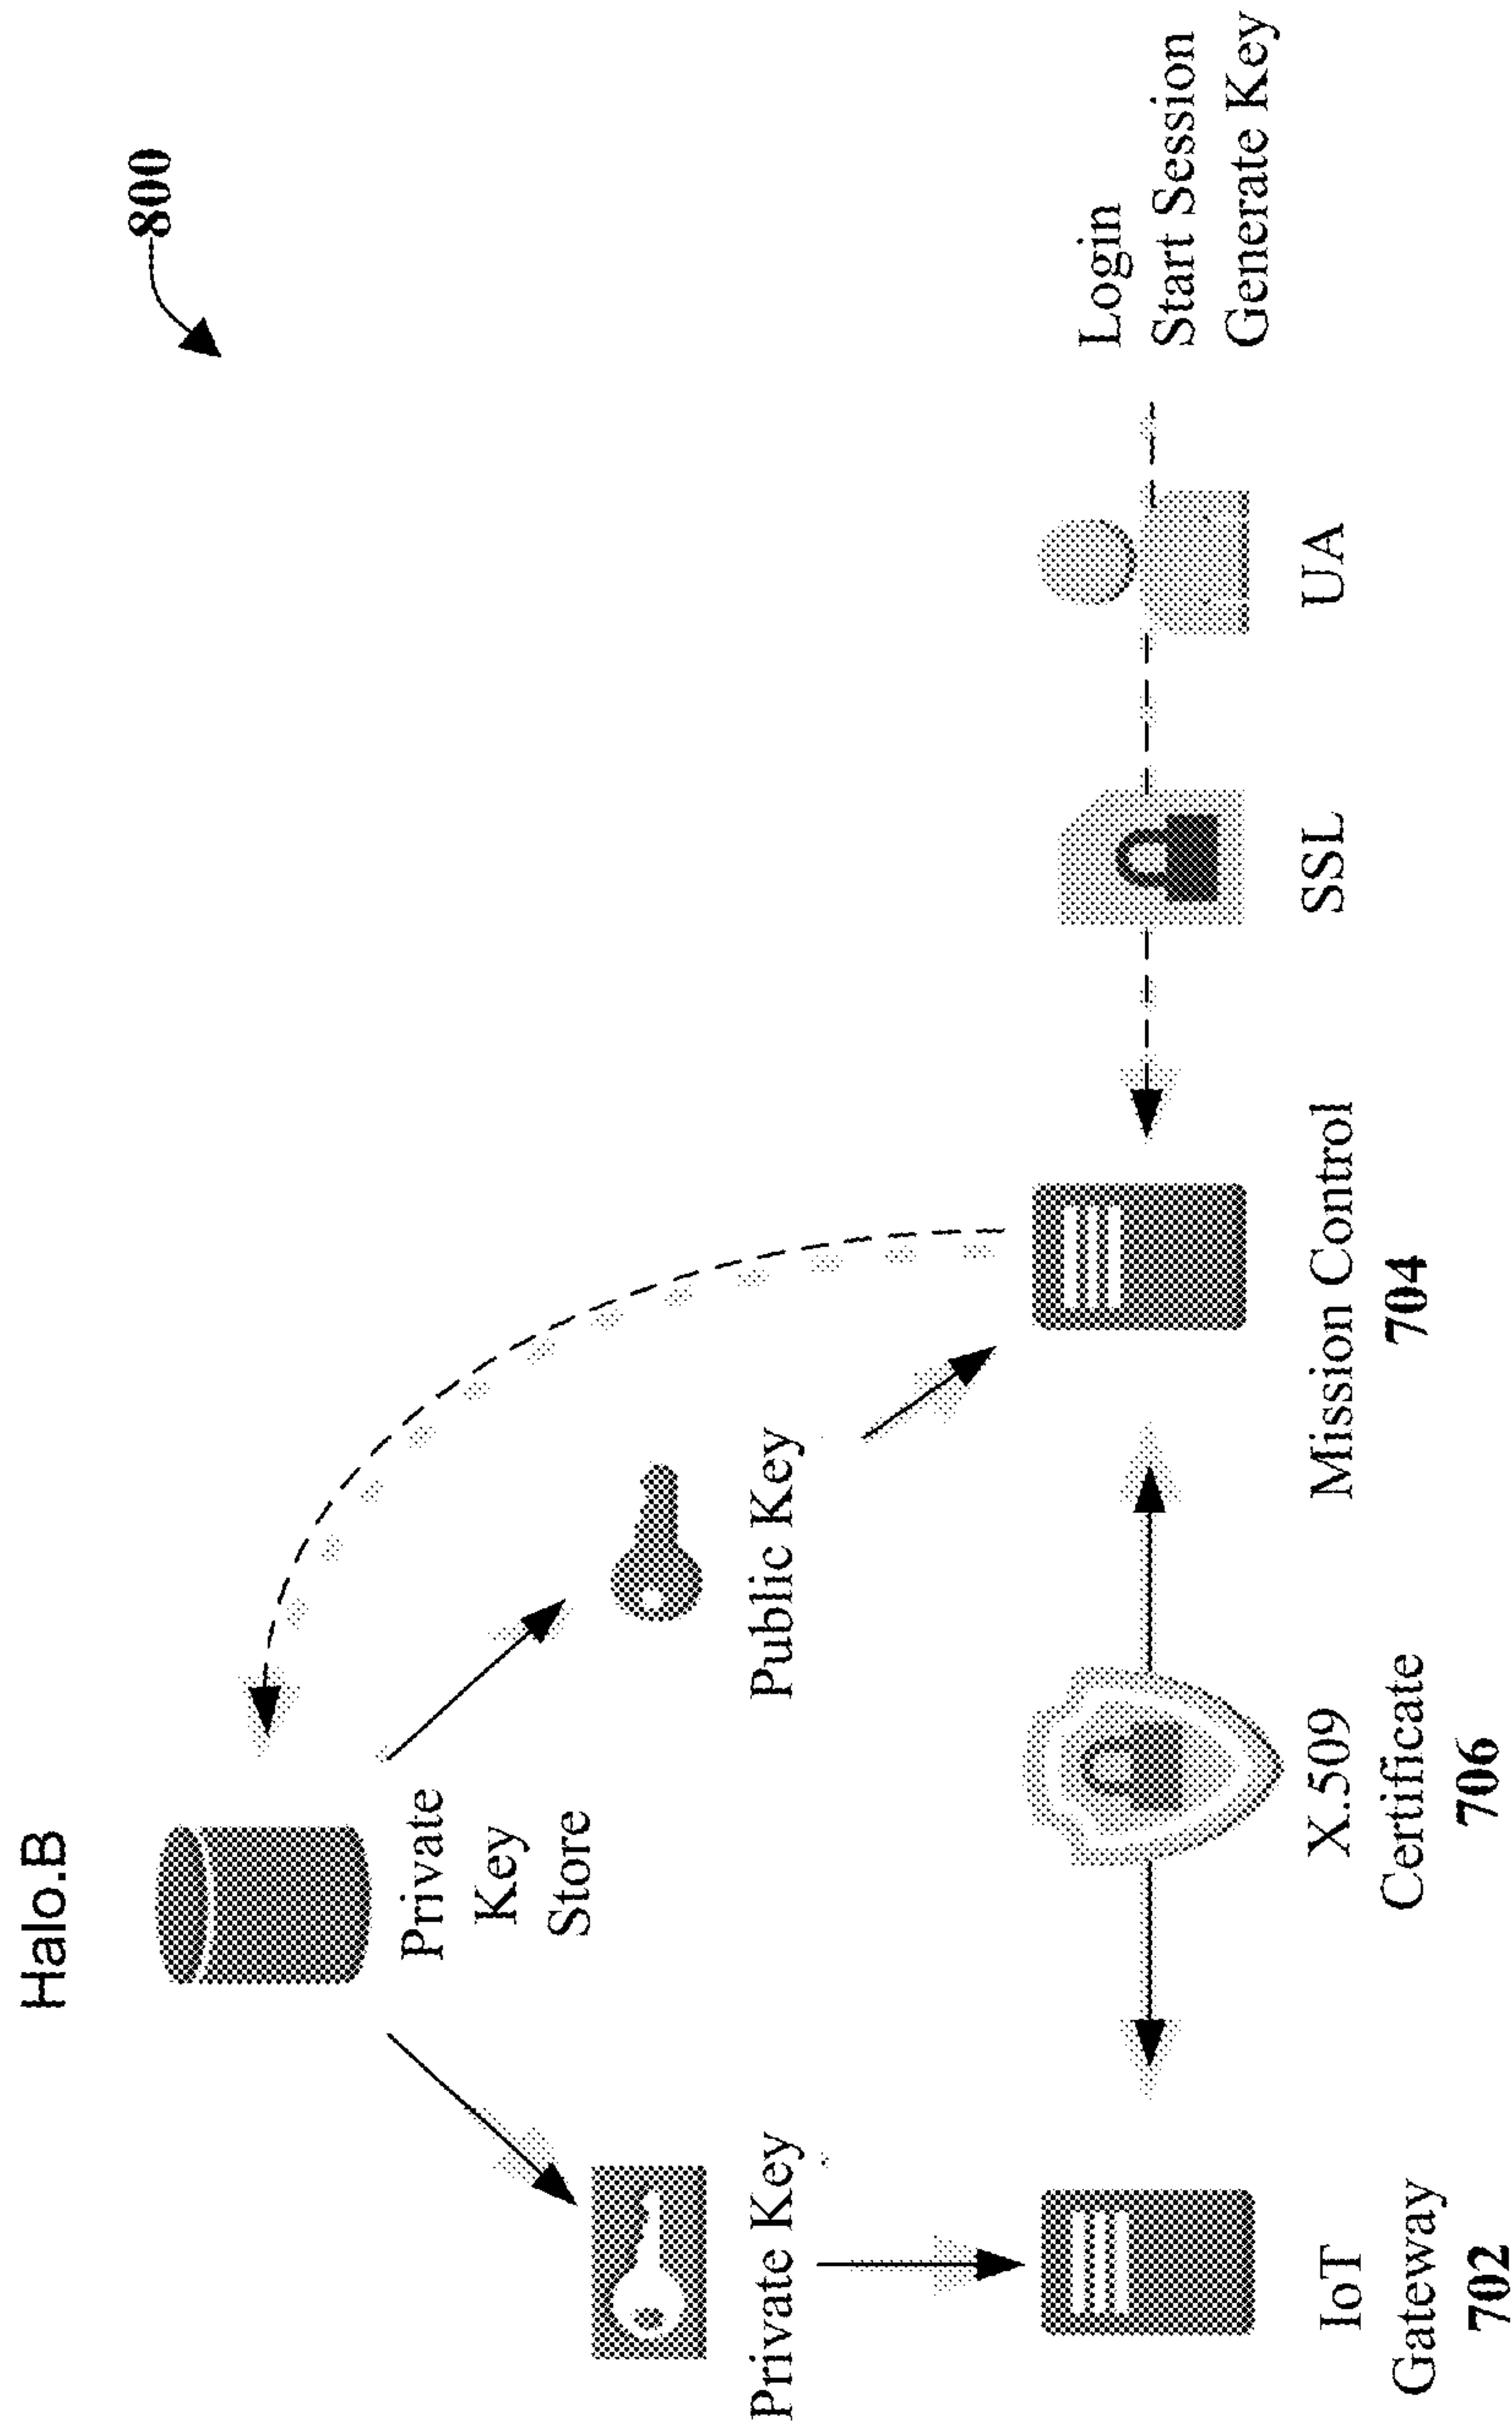 800
Halo.B
Private
Key
Store
Private Key
Public Key
Login
Start Session
Generate Key
IoT
Gateway
702
X.509
Certificate
706
Mission Control
704
SSL
UA